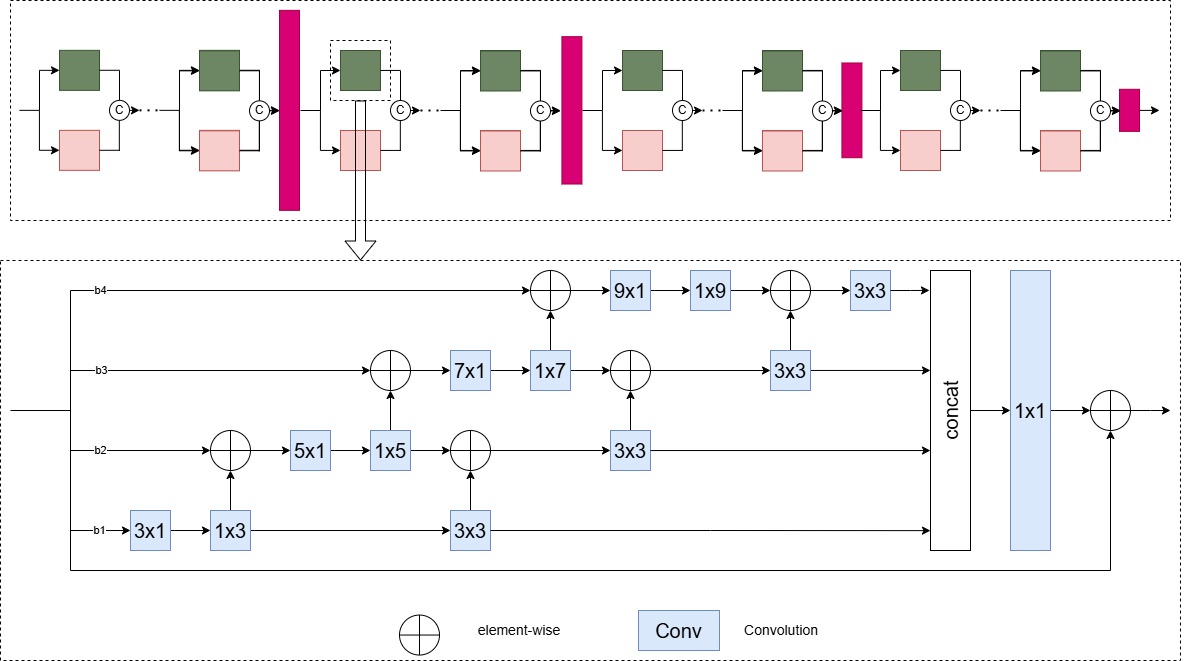 C C C C C C C C
b4 9x1 1x9 3x3
b3 7x1 1x7 3x3
b2 5x1 1x5 3x3
b1 3x1 1x3 3x3
concat
1x1
element-wise
Conv Convolution